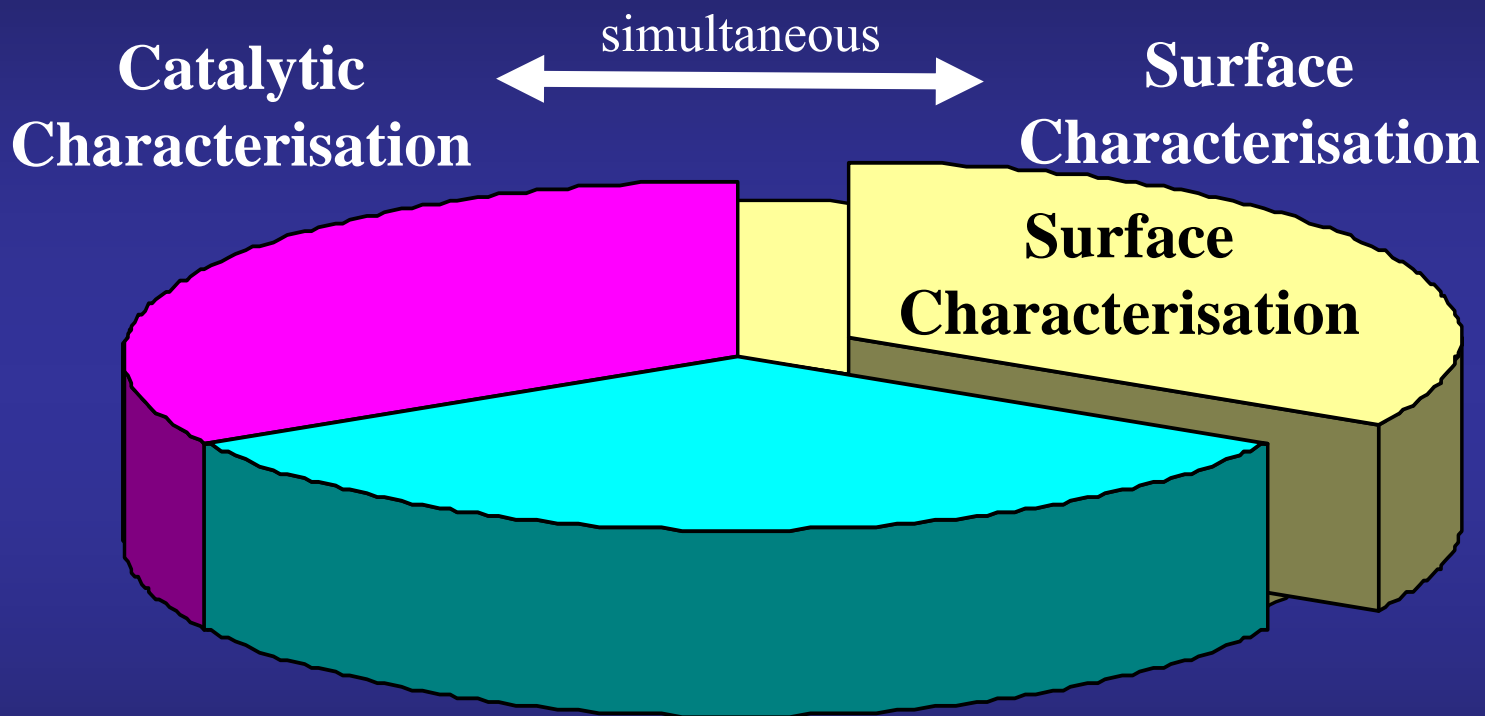 simultaneous
Catalytic
Characterisation
Surface
Characterisation
Surface
Characterisation